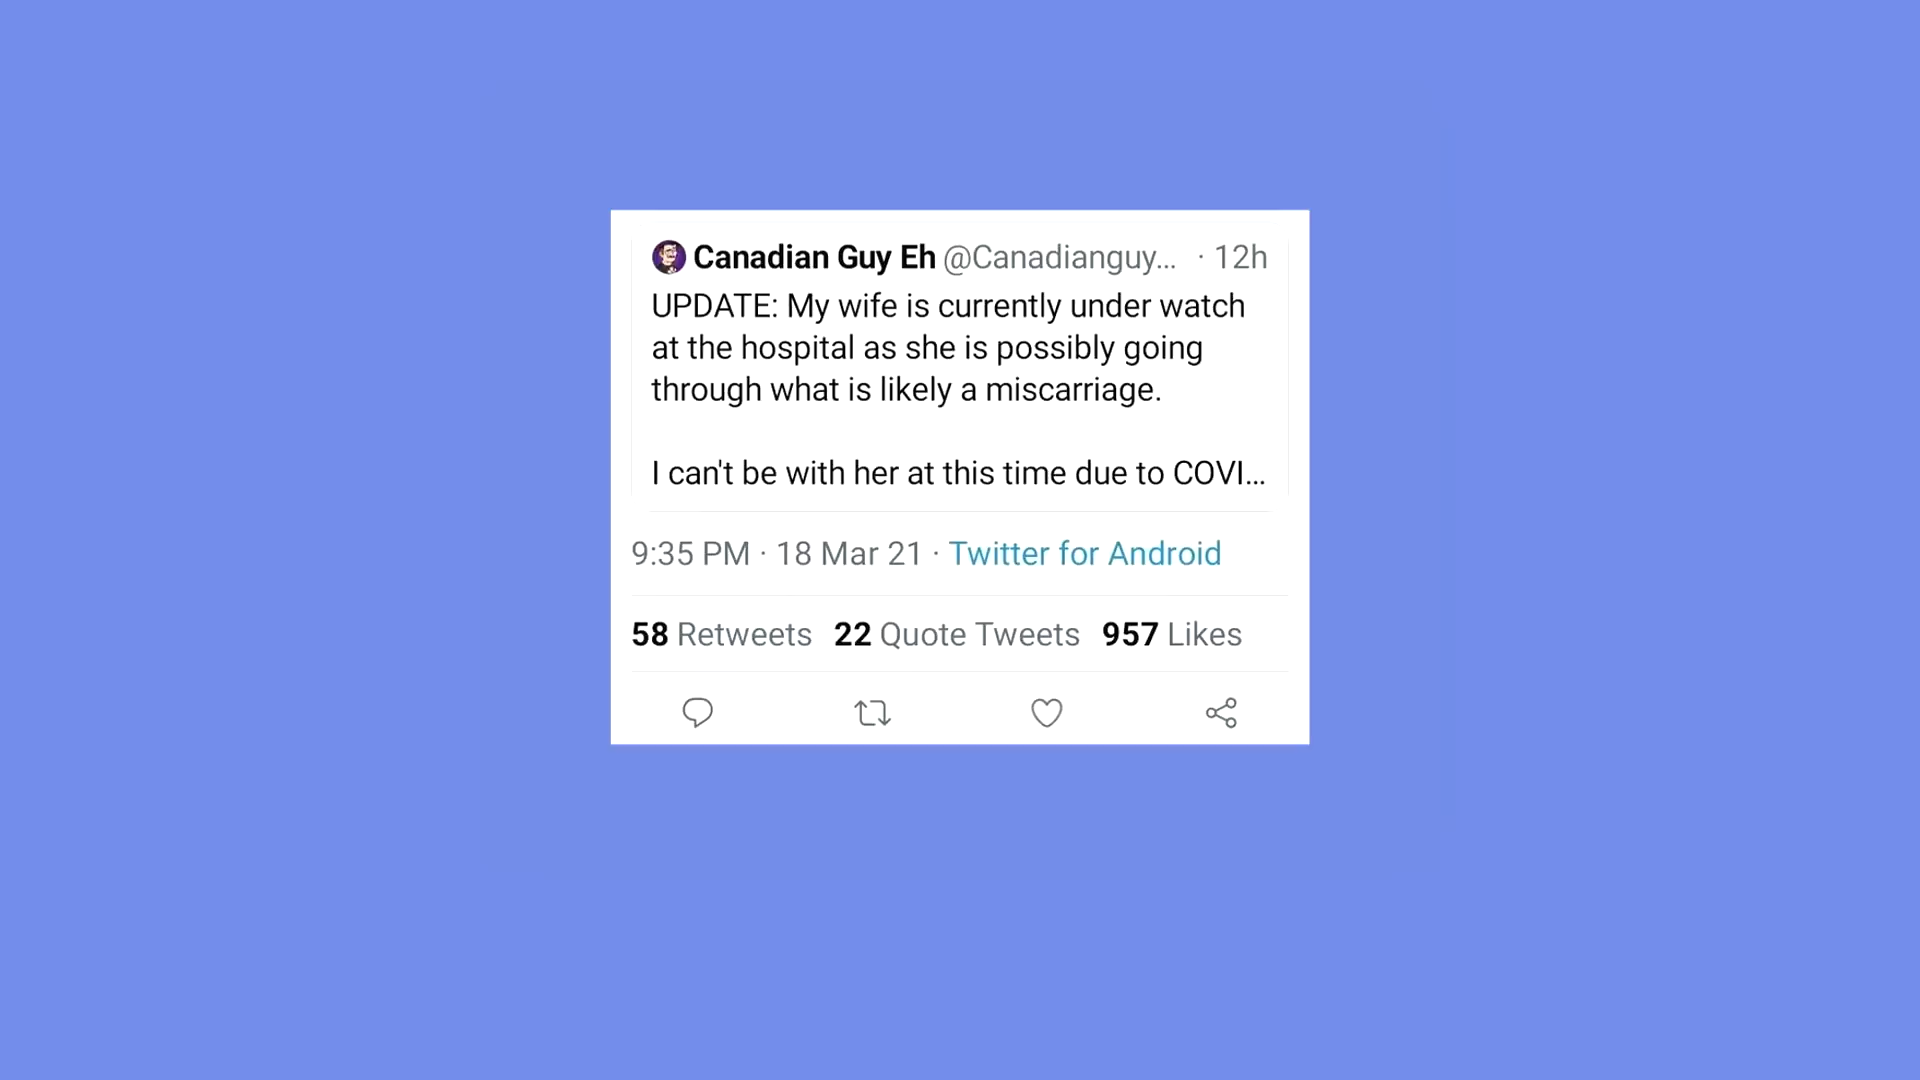 Canadian Guy Eh @Canadianguy... · 12h
UPDATE: My wife is currently under watch
at the hospital as she is possibly going
through what is likely a miscarriage.
I can't be with her at this time due to COVI...
9:35 PM · 18 Mar 21 · Twitter for Android
58 Retweets 22 Quote Tweets 957 Likes